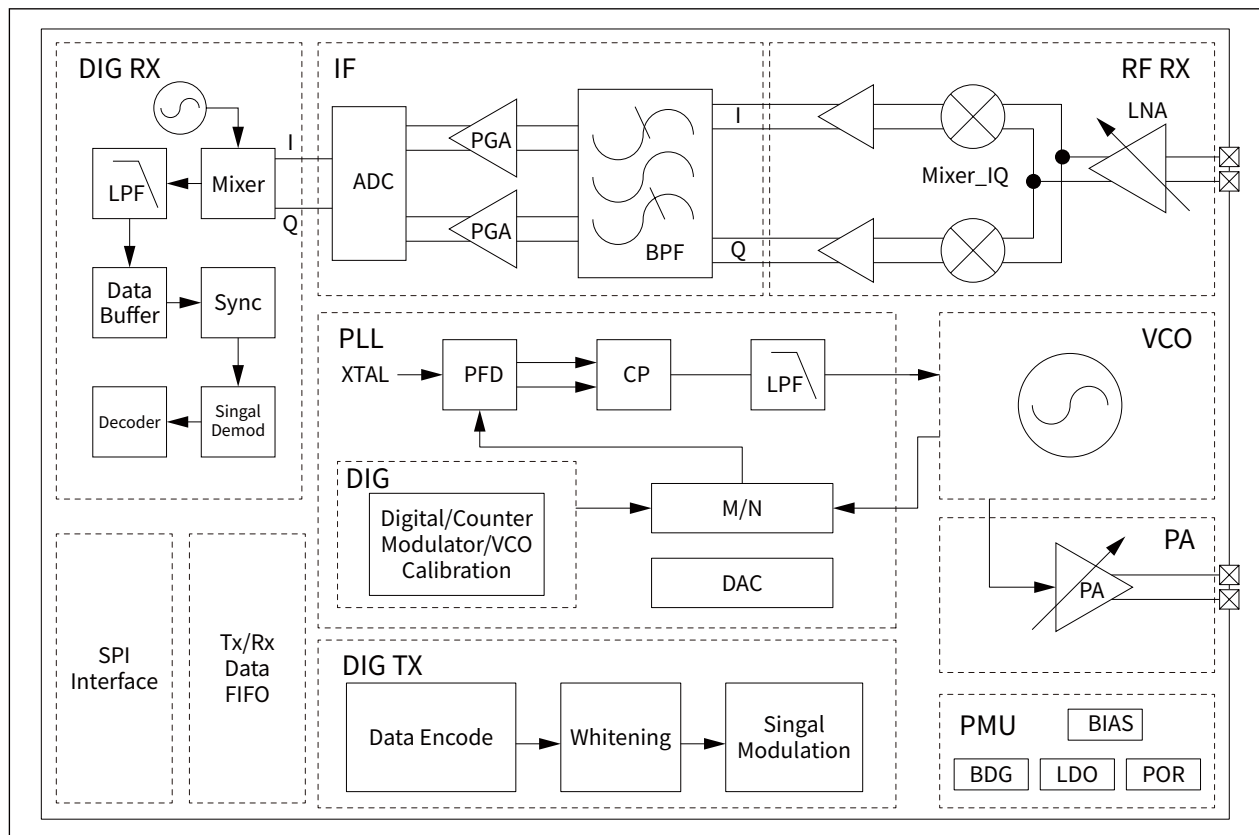 DIG RX
I
Mixer
LPF
Q
Data
Buffer
Sync
Decoder
Singal
Demod
IF
ADC
PGA
PGA
BPF
I
Q
RF RX
LNA
Mixer_IQ
PLL
XTAL
PFD
CP
LPF
DIG
Digital/Counter
Modulator/VCO
Calibration
M/N
DAC
VCO
PA
PA
SPI
Interface
Tx/Rx
Data
FIFO
DIG TX
Data Encode
Whitening
Singal
Modulation
PMU
BIAS
BDG
LDO
POR